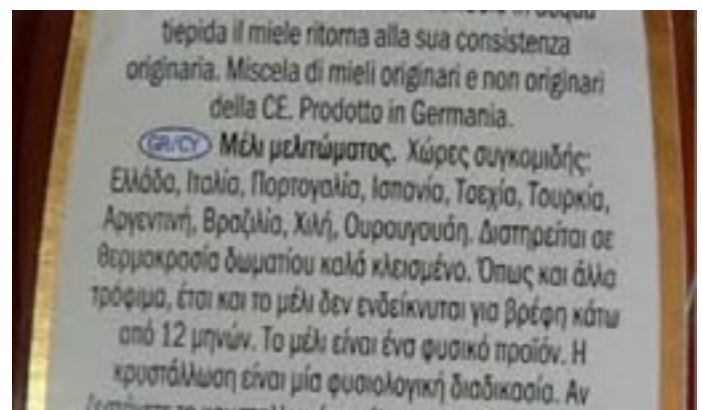 in acqua
tiepida il miele ritorna alla sua consistenza
originaria. Miscela di mieli originari e non originari
della CE. Prodotto in Germania.
GR/CY Μέλι μελιτώματος. Χώρες συγκομιδής:
Ελλάδα, Ιταλία, Πορτογαλία, Ισπανία, Τσεχία, Τουρκία,
Αργεντινή, Βραζιλία, Χιλή, Ουρουγουάη. Διατηρείται σε
θερμοκρασία δωματίου καλά κλεισμένο. Όπως και άλλα
τρόφιμα, έτσι και το μέλι δεν ενδείκνυται για βρέφη κάτω
από 12 μηνών. Το μέλι είναι ένα φυσικό προϊόν. Η
κρυστάλλωση είναι μία φυσιολογική διαδικασία. Αν